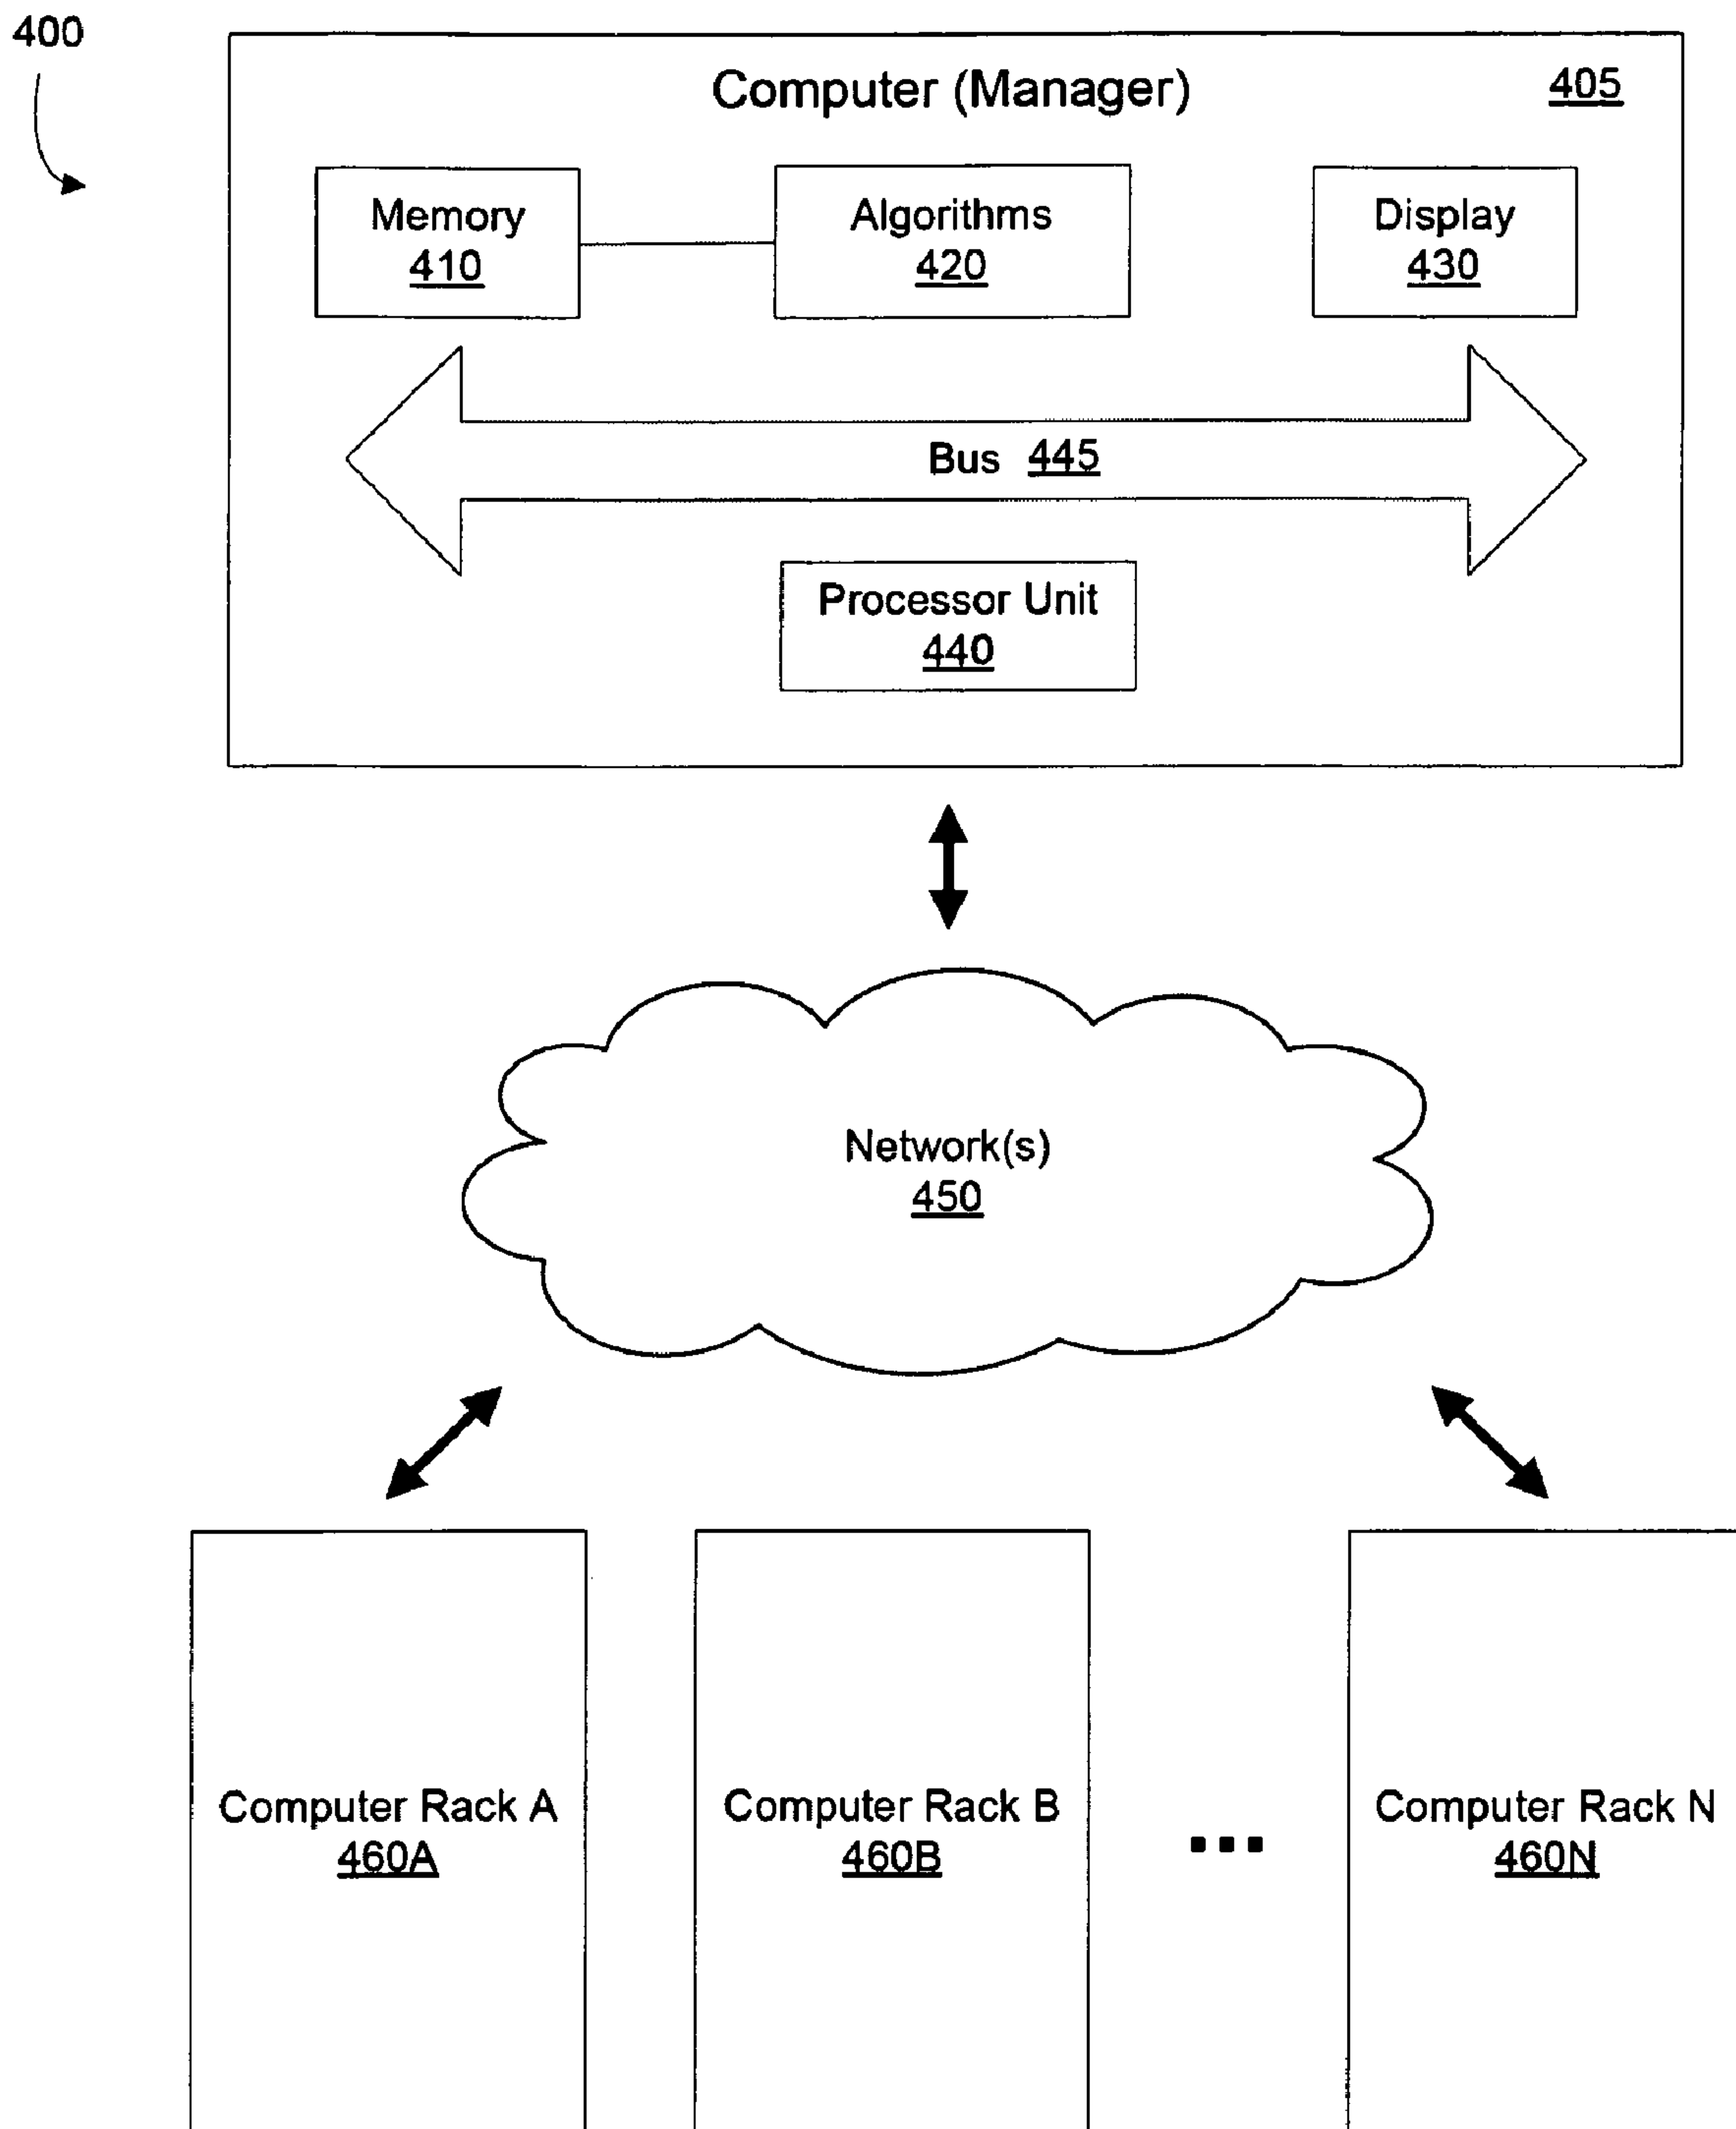 400
Computer (Manager)
405
Memory
410
Algorithms
420
Display
430
Bus 445
Processor Unit
440
Network(s)
450
Computer Rack A
460A
Computer Rack B
460B
...
Computer Rack N
460N